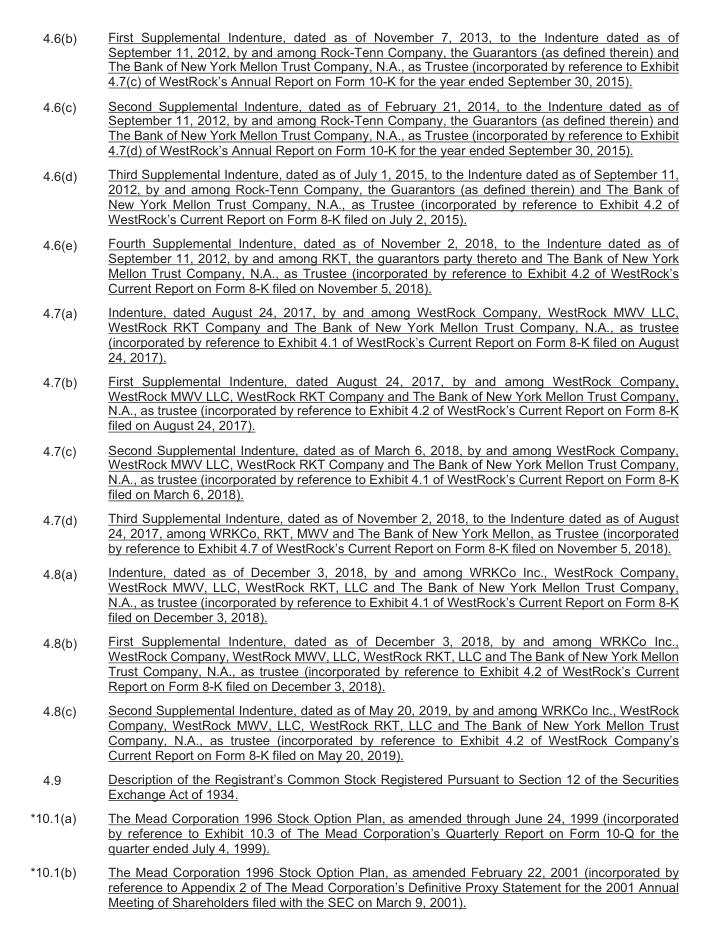 4.6(b) First Supplemental Indenture, dated as of November 7, 2013, to the Indenture dated as of
September 11, 2012, by and among Rock-Tenn Company, the Guarantors (as defined therein) and
The Bank of New York Mellon Trust Company, N.A., as Trustee (incorporated by reference to Exhibit
4.7(c) of WestRock’s Annual Report on Form 10-K for the year ended September 30, 2015).
4.6(c) Second Supplemental Indenture, dated as of February 21, 2014, to the Indenture dated as of
September 11, 2012, by and among Rock-Tenn Company, the Guarantors (as defined therein) and
The Bank of New York Mellon Trust Company, N.A., as Trustee (incorporated by reference to Exhibit
4.7(d) of WestRock’s Annual Report on Form 10-K for the year ended September 30, 2015).
4.6(d) Third Supplemental Indenture, dated as of July 1, 2015, to the Indenture dated as of September 11,
2012, by and among Rock-Tenn Company, the Guarantors (as defined therein) and The Bank of
New York Mellon Trust Company, N.A., as Trustee (incorporated by reference to Exhibit 4.2 of
WestRock’s Current Report on Form 8-K filed on July 2, 2015).
4.6(e) Fourth Supplemental Indenture, dated as of November 2, 2018, to the Indenture dated as of
September 11, 2012, by and among RKT, the guarantors party thereto and The Bank of New York
Mellon Trust Company, N.A., as Trustee (incorporated by reference to Exhibit 4.2 of WestRock’s
Current Report on Form 8-K filed on November 5, 2018).
4.7(a) Indenture, dated August 24, 2017, by and among WestRock Company, WestRock MWV LLC,
WestRock RKT Company and The Bank of New York Mellon Trust Company, N.A., as trustee
(incorporated by reference to Exhibit 4.1 of WestRock’s Current Report on Form 8-K filed on August
24, 2017).
4.7(b) First Supplemental Indenture, dated August 24, 2017, by and among WestRock Company,
WestRock MWV LLC, WestRock RKT Company and The Bank of New York Mellon Trust Company,
N.A., as trustee (incorporated by reference to Exhibit 4.2 of WestRock’s Current Report on Form 8-K
filed on August 24, 2017).
4.7(c) Second Supplemental Indenture, dated as of March 6, 2018, by and among WestRock Company,
WestRock MWV LLC, WestRock RKT Company and The Bank of New York Mellon Trust Company,
N.A., as trustee (incorporated by reference to Exhibit 4.1 of WestRock’s Current Report on Form 8-K
filed on March 6, 2018).
4.7(d) Third Supplemental Indenture, dated as of November 2, 2018, to the Indenture dated as of August
24, 2017, among WRKCo, RKT, MWV and The Bank of New York Mellon, as Trustee (incorporated
by reference to Exhibit 4.7 of WestRock’s Current Report on Form 8-K filed on November 5, 2018).
4.8(a) Indenture, dated as of December 3, 2018, by and among WRKCo Inc., WestRock Company,
WestRock MWV, LLC, WestRock RKT, LLC and The Bank of New York Mellon Trust Company,
N.A., as trustee (incorporated by reference to Exhibit 4.1 of WestRock’s Current Report on Form 8-K
filed on December 3, 2018).
4.8(b) First Supplemental Indenture, dated as of December 3, 2018, by and among WRKCo Inc.,
WestRock Company, WestRock MWV, LLC, WestRock RKT, LLC and The Bank of New York Mellon
Trust Company, N.A., as trustee (incorporated by reference to Exhibit 4.2 of WestRock’s Current
Report on Form 8-K filed on December 3, 2018).
4.8(c) Second Supplemental Indenture, dated as of May 20, 2019, by and among WRKCo Inc., WestRock
Company, WestRock MWV, LLC, WestRock RKT, LLC and The Bank of New York Mellon Trust
Company, N.A., as trustee (incorporated by reference to Exhibit 4.2 of WestRock Company’s
Current Report on Form 8-K filed on May 20, 2019).
4.9 Description of the Registrant’s Common Stock Registered Pursuant to Section 12 of the Securities
Exchange Act of 1934.
*10.1(a) The Mead Corporation 1996 Stock Option Plan, as amended through June 24, 1999 (incorporated
by reference to Exhibit 10.3 of The Mead Corporation’s Quarterly Report on Form 10-Q for the
quarter ended July 4, 1999).
*10.1(b) The Mead Corporation 1996 Stock Option Plan, as amended February 22, 2001 (incorporated by
reference to Appendix 2 of The Mead Corporation’s Definitive Proxy Statement for the 2001 Annual
Meeting of Shareholders filed with the SEC on March 9, 2001).